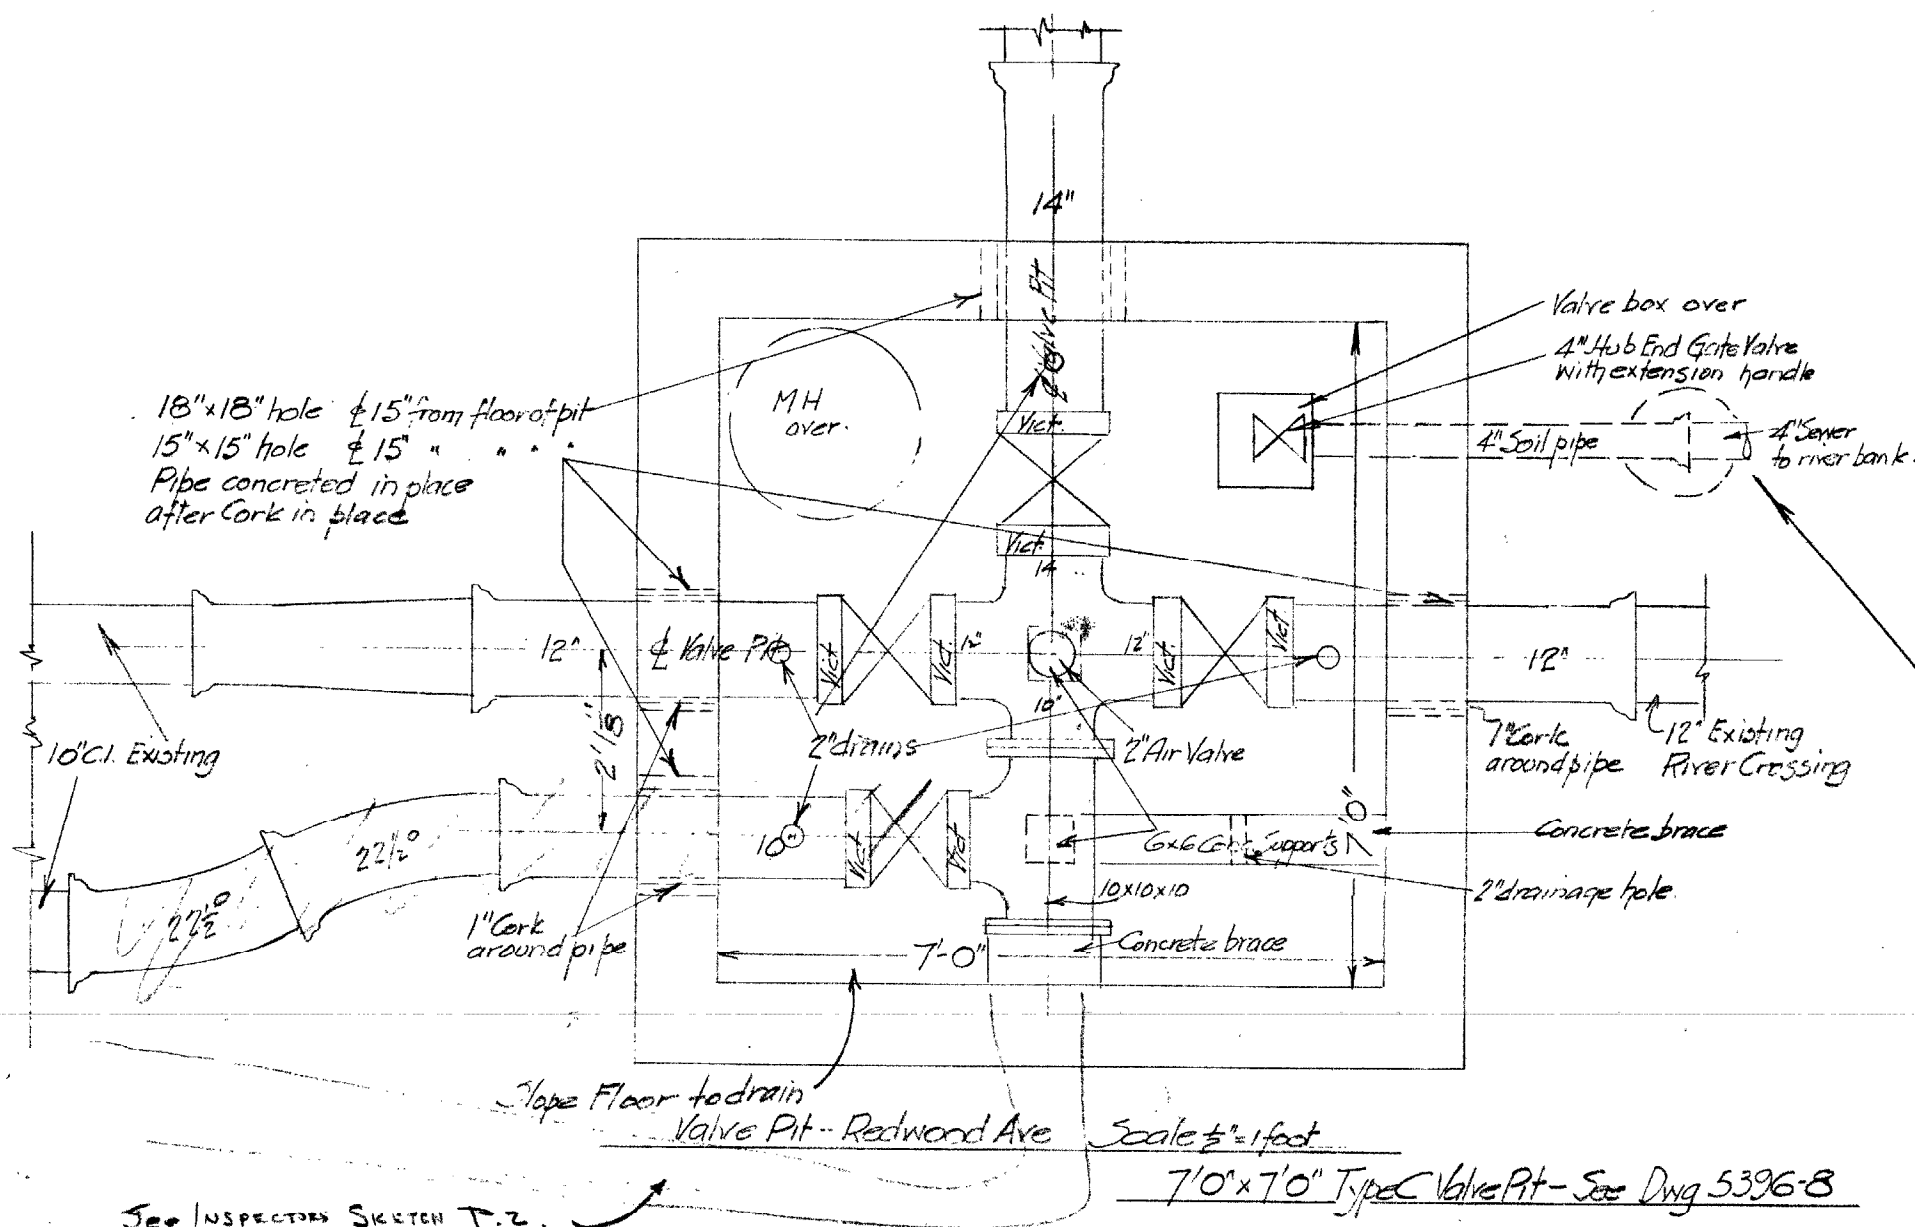 14"
℄ Valve Pit
Valve box over
4" Hub End Gate Valve
with extension handle
18"x18" hole ℄ 15" from floor of pit
15"x15" hole ℄ 15" " " " "
Pipe concreted in place
after Cork in place
MH
over.
Vict.
4" Soil pipe
4" Sewer
to river bank.
Vict.
14
12"
℄ Valve Pit
Vict
Vict.
12"
12"
Vict
Vict
12"
10"
2'1⅛"
10" C.I. Existing
2" drains
2" Air Valve
1" Cork
around pipe
12" Existing
River Crossing
22½°
10"
Vict
Vict
6x6 Conc. Supports
7'0"
Concrete brace
22½°
10x10x10
2" drainage hole.
1" Cork
around pipe
7'-0"
Concrete brace
Slope Floor to drain
Valve Pit - Redwood Ave Scale ½" = 1 foot
7'0" x 7'0" Type C Valve Pit - See Dwg 5396-8
See INSPECTORS SKETCH P.2.